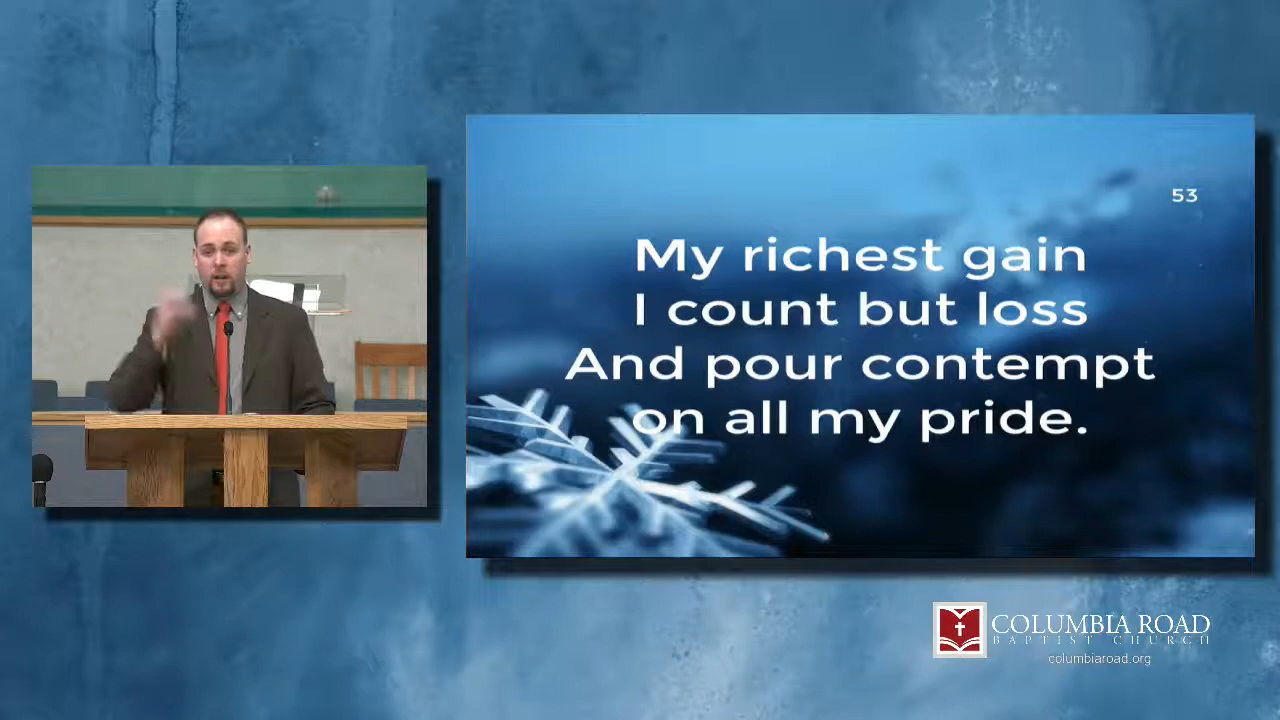 53
My richest gain
I count but loss
And pour contempt
on all my pride.
COLUMBIA ROAD
BAPTIST CHURCH
columbiaroad.org